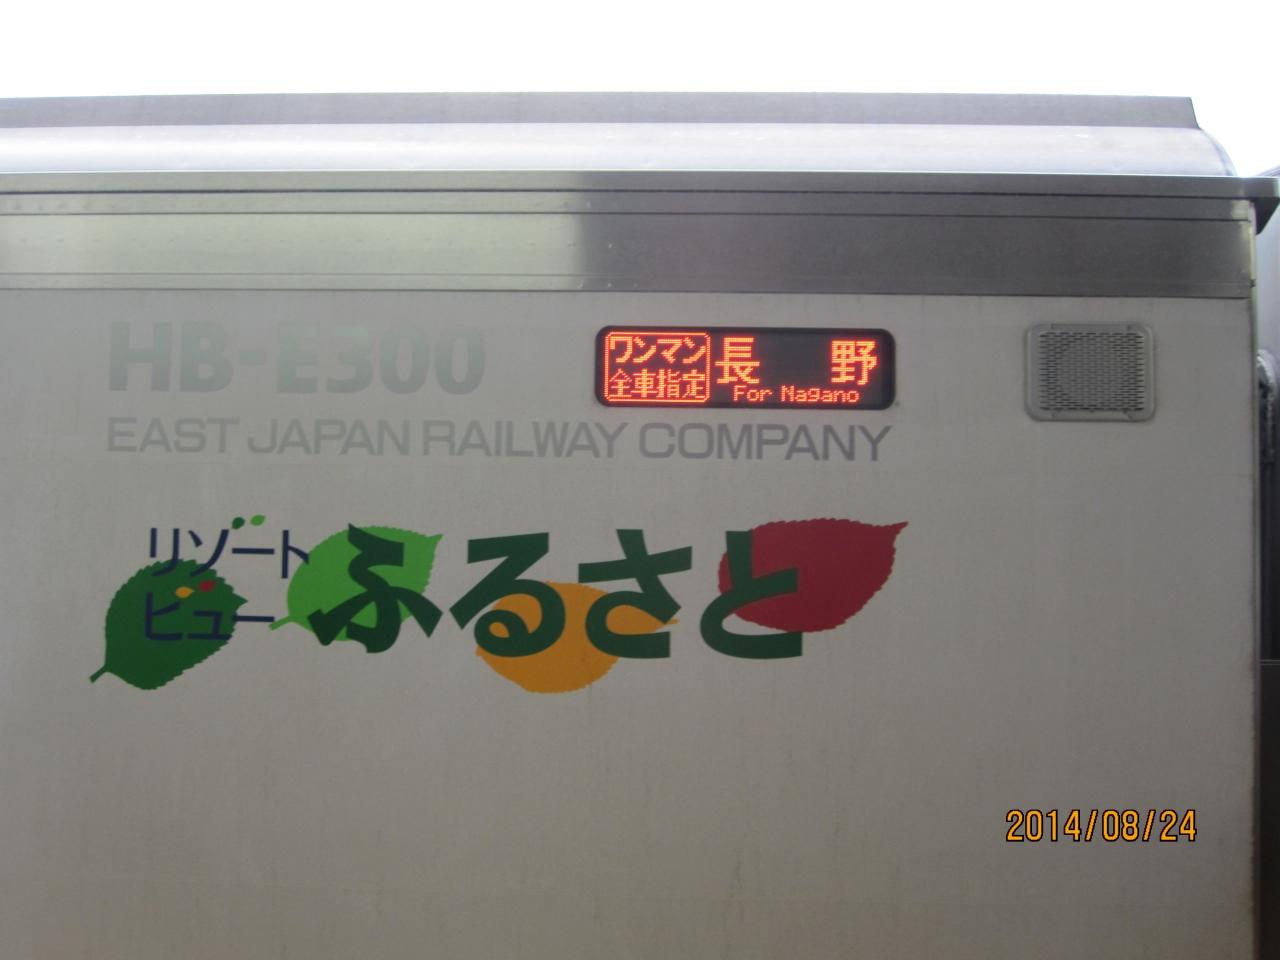 HB-E300
ワンマン
全車指定
長野
For Nagano
EAST JAPAN RAILWAY COMPANY
リゾート
ビュー
ふるさと
2014/08/24